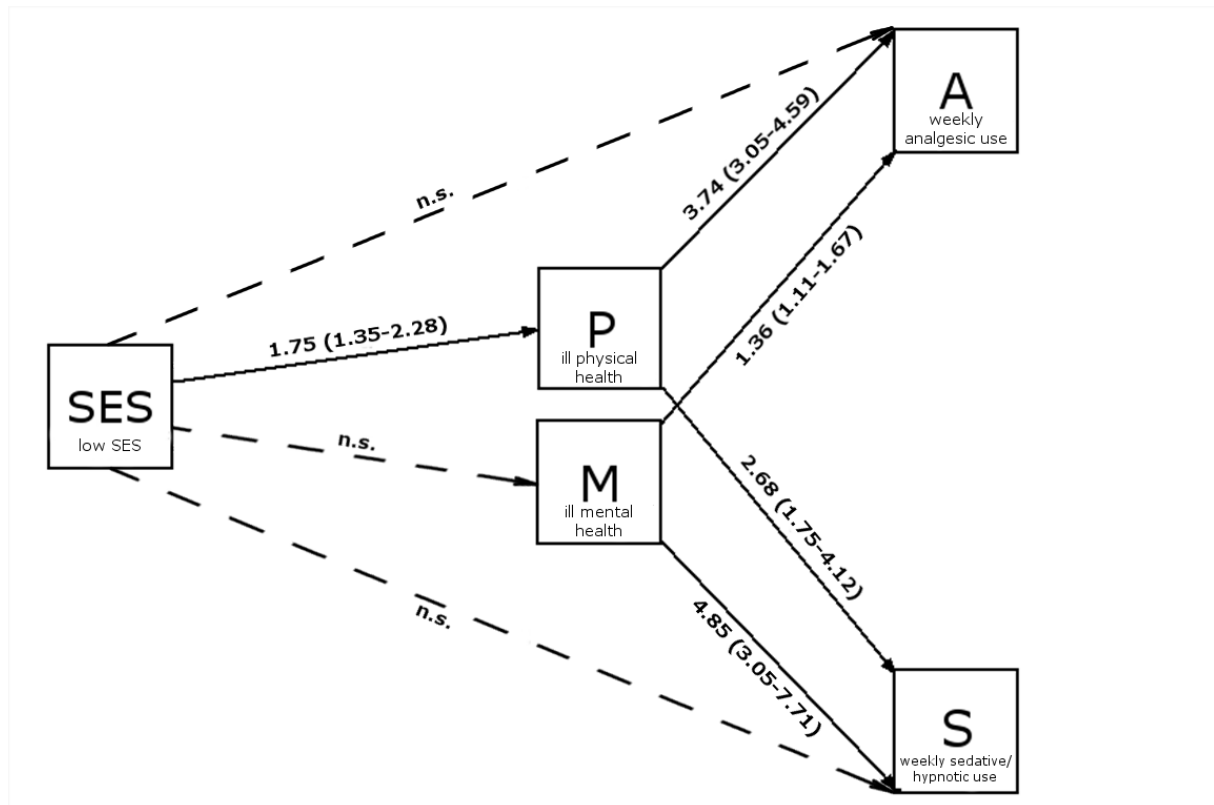 A
weekly
analgesic use
n.s.
3.74 (3.05-4.59)
1.36 (1.11-1.67)
P
ill physical
health
1.75 (1.35-2.28)
SES
low SES
n.s.
M
ill mental
health
2.68 (1.75-4.12)
4.85 (3.05-7.71)
n.s.
S
weekly sedative/
hypnotic use